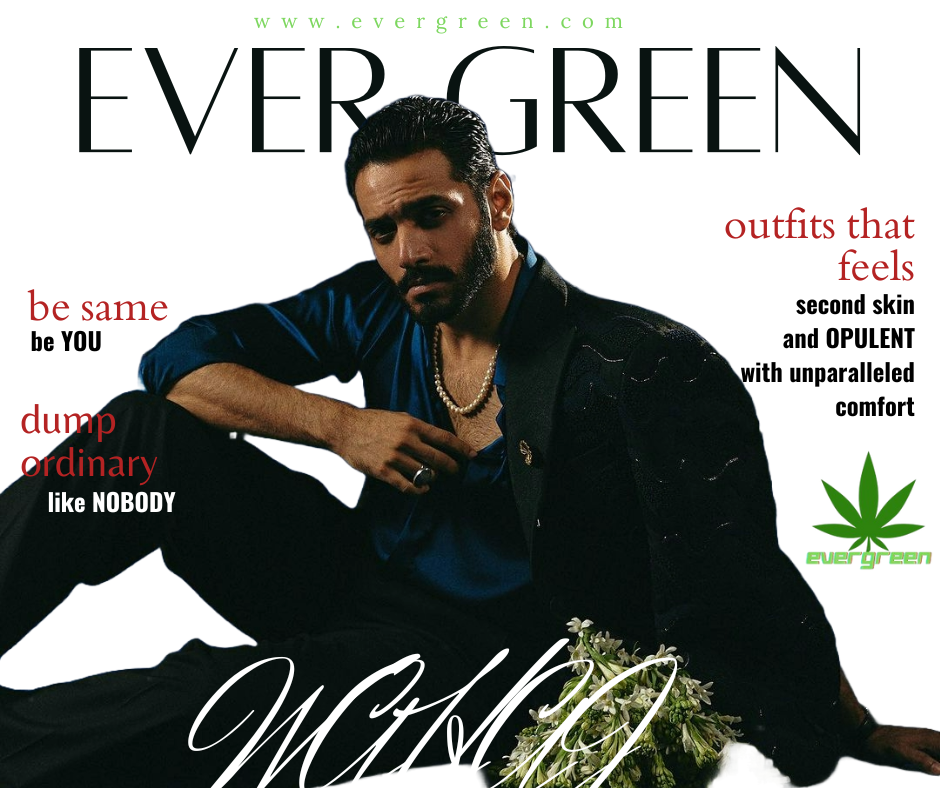 www.evergreen.com
EVER GREEN
outfits that
feels
second skin
and OPULENT
with unparalleled
comfort
be same
be YOU
dump
ordinary
like NOBODY
evergreen